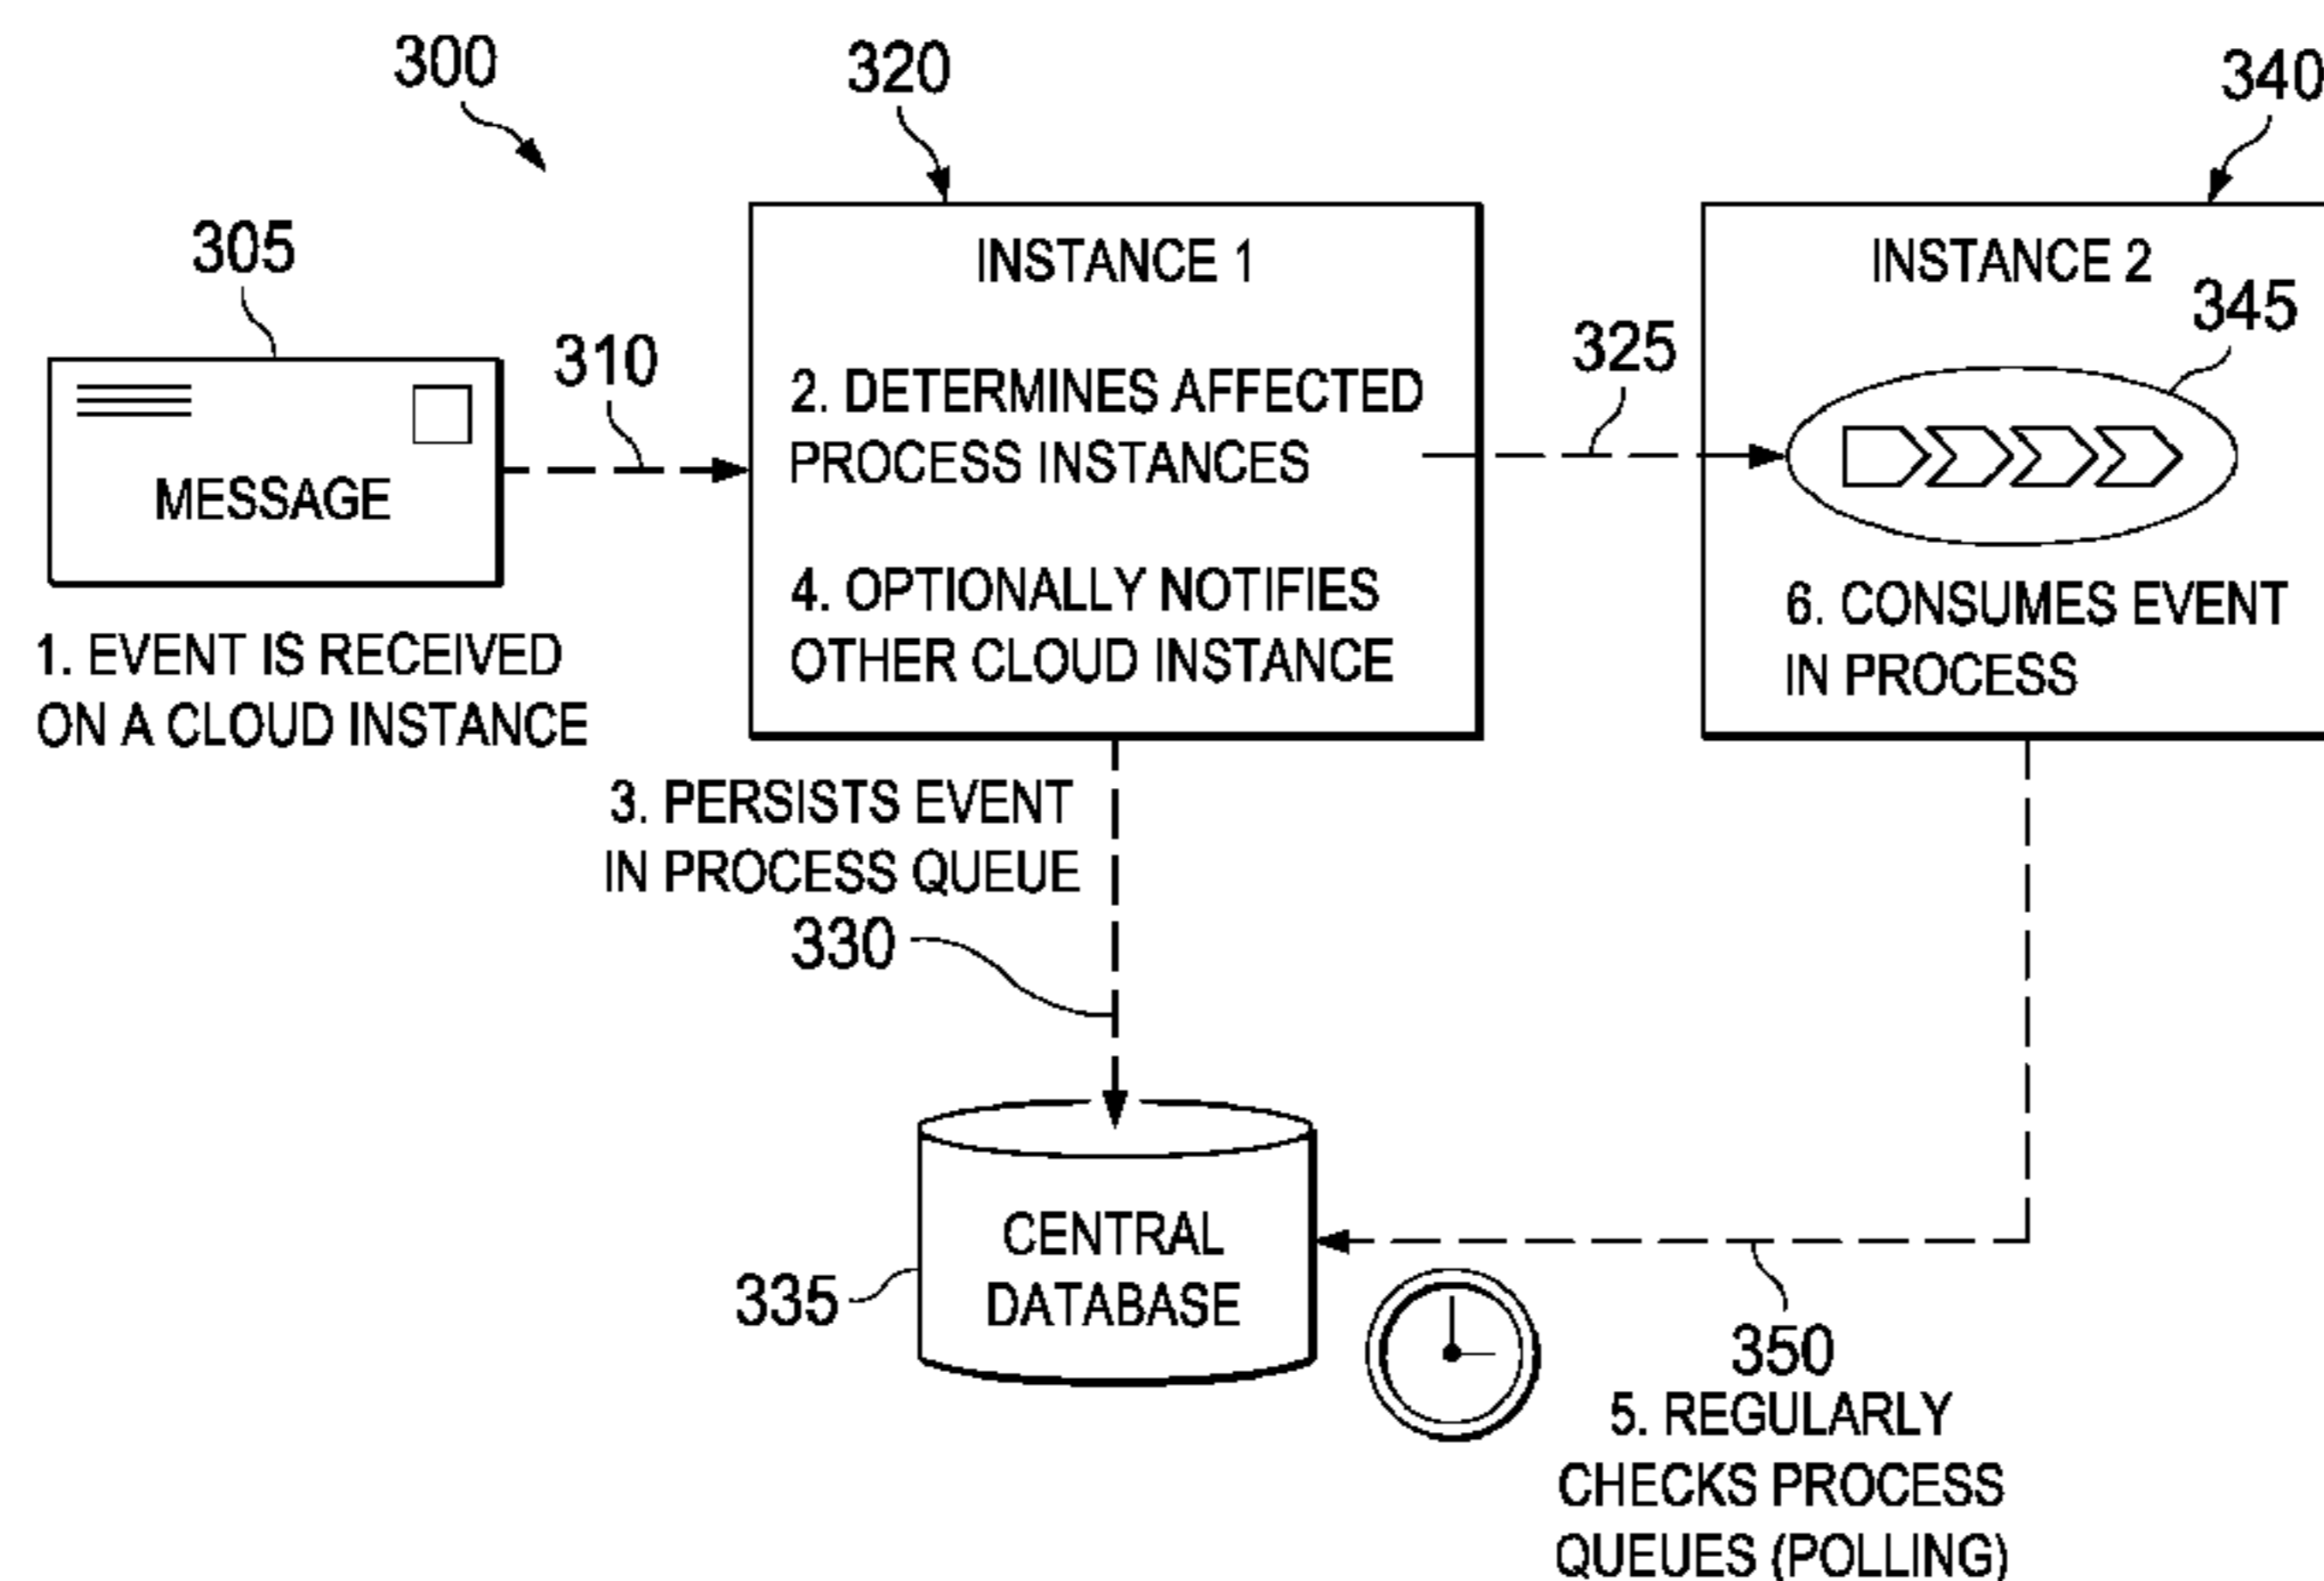 300
320
340
305
310
INSTANCE 1
INSTANCE 2
345
325
MESSAGE
2. DETERMINES AFFECTED
PROCESS INSTANCES
4. OPTIONALLY NOTIFIES
OTHER CLOUD INSTANCE
6. CONSUMES EVENT
IN PROCESS
1. EVENT IS RECEIVED
ON A CLOUD INSTANCE
3. PERSISTS EVENT
IN PROCESS QUEUE
330
CENTRAL
DATABASE
335
350
5. REGULARLY
CHECKS PROCESS
QUEUES (POLLING)